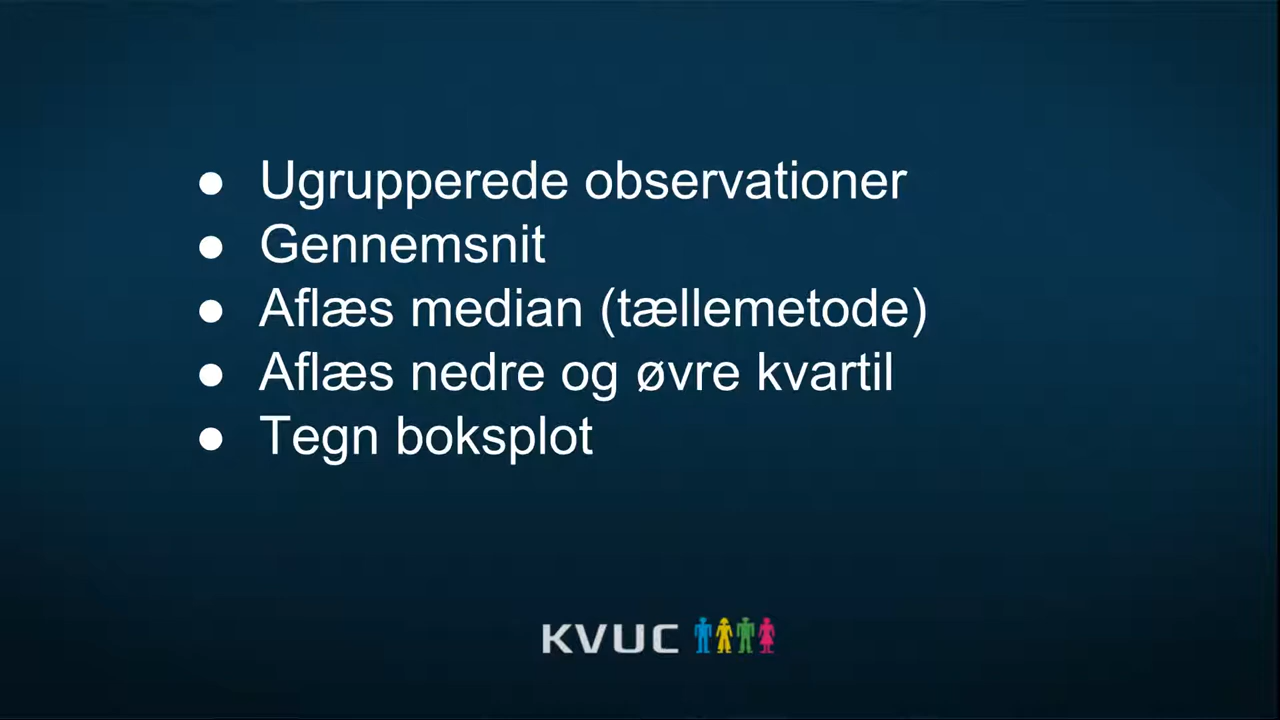 ● Ugrupperede observationer
● Gennemsnit
● Aflæs median (tællemetode)
● Aflæs nedre og øvre kvartil
● Tegn boksplot
KVUC